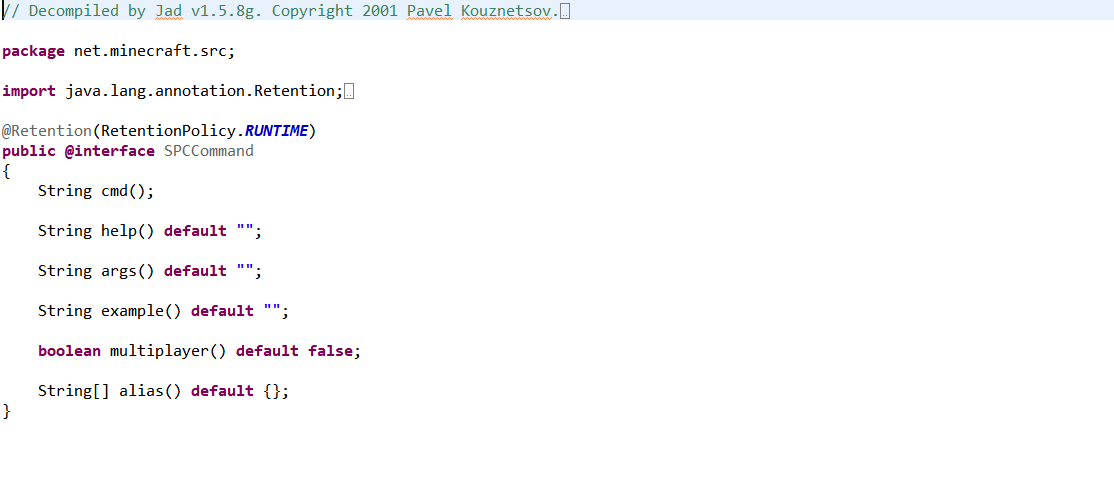 // Decompiled by Jad v1.5.8g. Copyright 2001 Pavel Kouznetsov.
package net.minecraft.src;
import java.lang.annotation.Retention;
@Retention(RetentionPolicy.RUNTIME)
public @interface SPCCommand
{
String cmd();
String help() default "";
String args() default "";
String example() default "";
boolean multiplayer() default false;
String[] alias() default {};
}